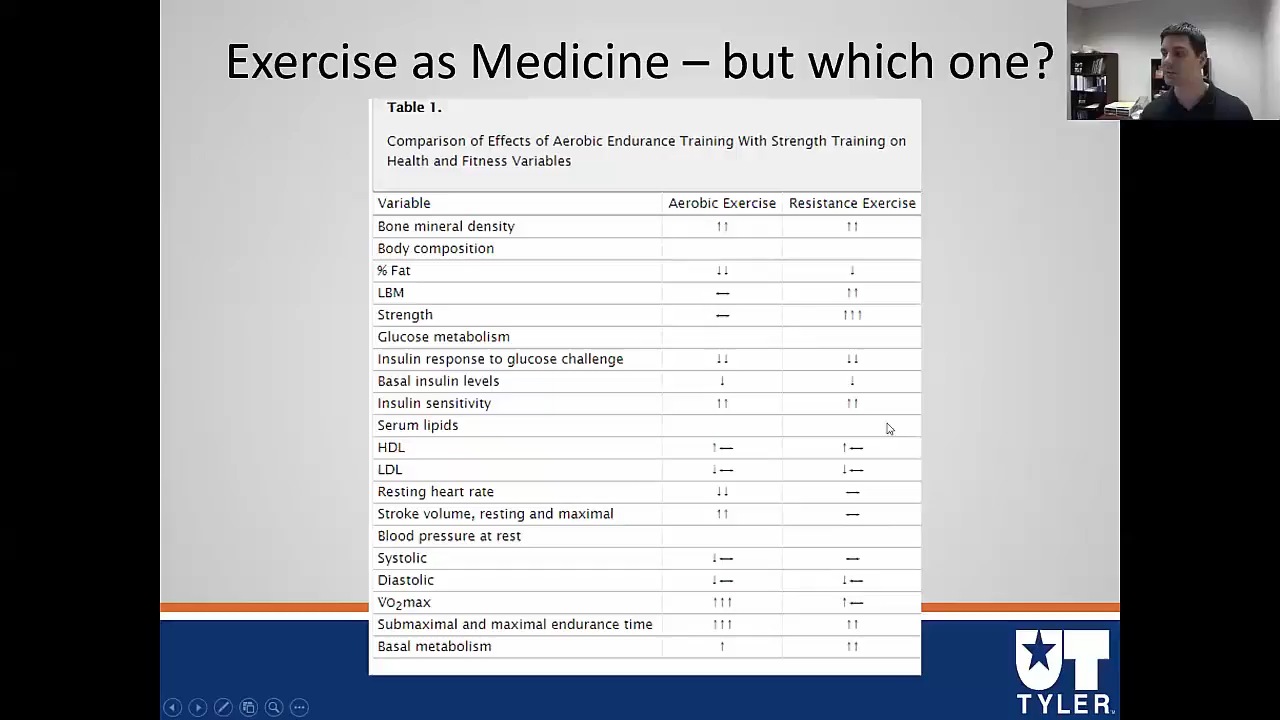 Exercise as Medicine – but which one?
Table 1.
Comparison of Effects of Aerobic Endurance Training With Strength Training on
Health and Fitness Variables
Variable Aerobic Exercise Resistance Exercise
Bone mineral density ↑↑ ↑↑
Body composition
% Fat ↓↓ ↓
LBM — ↑↑
Strength — ↑↑↑
Glucose metabolism
Insulin response to glucose challenge ↓↓ ↓↓
Basal insulin levels ↓ ↓
Insulin sensitivity ↑↑ ↑↑
Serum lipids
HDL ↑— ↑—
LDL ↓— ↓—
Resting heart rate ↓↓ —
Stroke volume, resting and maximal ↑↑ —
Blood pressure at rest
Systolic ↓— —
Diastolic ↓— ↓—
V̇O₂max ↑↑↑ ↑—
Submaximal and maximal endurance time ↑↑↑ ↑↑
Basal metabolism ↑ ↑↑
UT
TYLER